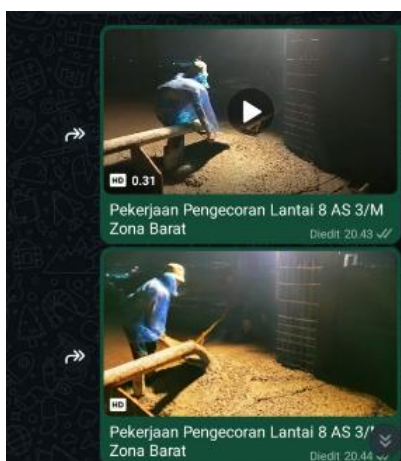 HD 0.31
Pekerjaan Pengecoran Lantai 8 AS 3/M
Zona Barat
Diedit 20.43
HD
Pekerjaan Pengecoran Lantai 8 AS 3/
Zona Barat
Diedit 20.44